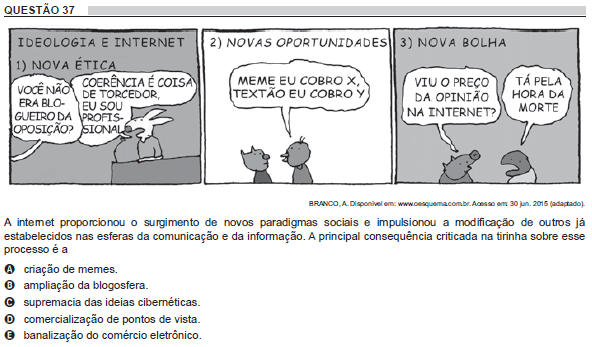 QUESTÃO 37
IDEOLOGIA E INTERNET
1) NOVA ÉTICA
VOCÊ NÃO
ERA BLO-
GUEIRO DA
OPOSIÇÃO?
COERÊNCIA É COISA
DE TORCEDOR,
EU SOU
PROFIS-
SIONAL
2) NOVAS OPORTUNIDADES
MEME EU COBRO X,
TEXTÃO EU COBRO Y
3) NOVA BOLHA
VIU O PREÇO
DA OPINIÃO
NA INTERNET?
TÁ PELA
HORA DA
MORTE
BRANCO, A. Disponível em: www.oesquema.com.br. Acesso em: 30 jun. 2015 (adaptado).
A internet proporcionou o surgimento de novos paradigmas sociais e impulsionou a modificação de outros já
estabelecidos nas esferas da comunicação e da informação. A principal consequência criticada na tirinha sobre esse
processo é a
A criação de memes.
B ampliação da blogosfera.
C supremacia das ideias cibernéticas.
D comercialização de pontos de vista.
E banalização do comércio eletrônico.